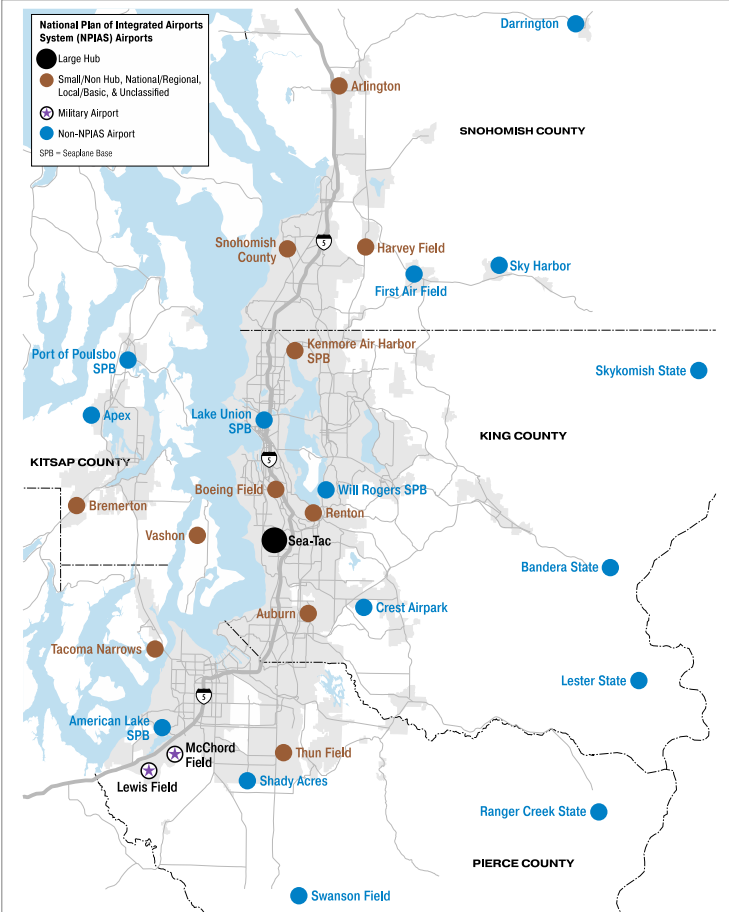 National Plan of Integrated Airports
System (NPIAS) Airports
Large Hub
Small/Non Hub, National/Regional,
Local/Basic, & Unclassified
Military Airport
Non-NPIAS Airport
SPB = Seaplane Base
Darrington
Arlington
SNOHOMISH COUNTY
Snohomish
County
5
Harvey Field
Sky Harbor
First Air Field
Kenmore Air Harbor
SPB
Port of Poulsbo
SPB
Skykomish State
Apex
Lake Union
SPB
KING COUNTY
KITSAP COUNTY
5
Boeing Field
Will Rogers SPB
Bremerton
Renton
Vashon
Sea-Tac
Bandera State
Auburn
Crest Airpark
Tacoma Narrows
Lester State
5
American Lake
SPB
McChord
Field
Thun Field
Lewis Field
Shady Acres
Ranger Creek State
PIERCE COUNTY
Swanson Field